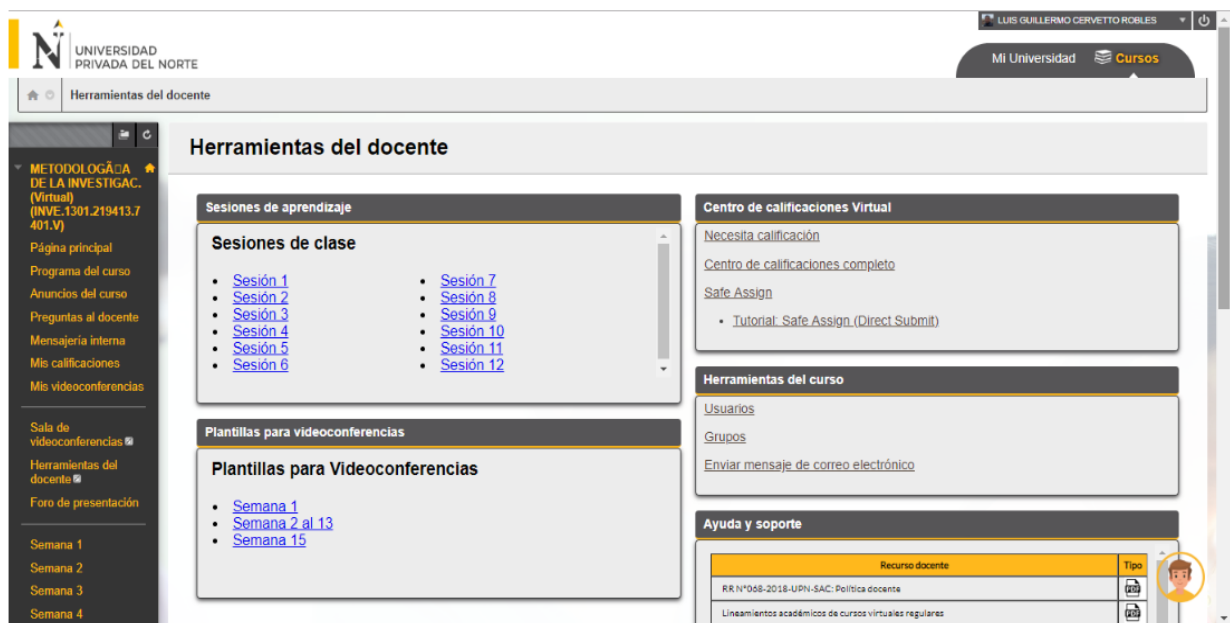 LUIS GUILLERMO CERVETTO ROBLES
UNIVERSIDAD
PRIVADA DEL NORTE
Mi Universidad
Cursos
Herramientas del docente
METODOLOGÃ□A
DE LA INVESTIGAC.
(Virtual)
(INVE.1301.219413.7
401.V)
Página principal
Programa del curso
Anuncios del curso
Preguntas al docente
Mensajería interna
Mis calificaciones
Mis videoconferencias
Sala de
videoconferencias
Herramientas del
docente
Foro de presentación
Semana 1
Semana 2
Semana 3
Semana 4
Herramientas del docente
Sesiones de aprendizaje
Sesiones de clase
Sesión 1
Sesión 2
Sesión 3
Sesión 4
Sesión 5
Sesión 6
Sesión 7
Sesión 8
Sesión 9
Sesión 10
Sesión 11
Sesión 12
Plantillas para videoconferencias
Plantillas para Videoconferencias
Semana 1
Semana 2 al 13
Semana 15
Centro de calificaciones Virtual
Necesita calificación
Centro de calificaciones completo
Safe Assign
Tutorial: Safe Assign (Direct Submit)
Herramientas del curso
Usuarios
Grupos
Enviar mensaje de correo electrónico
Ayuda y soporte
Recurso docente Tipo
RR N°068-2018-UPN-SAC: Política docente
Lineamientos académicos de cursos virtuales regulares